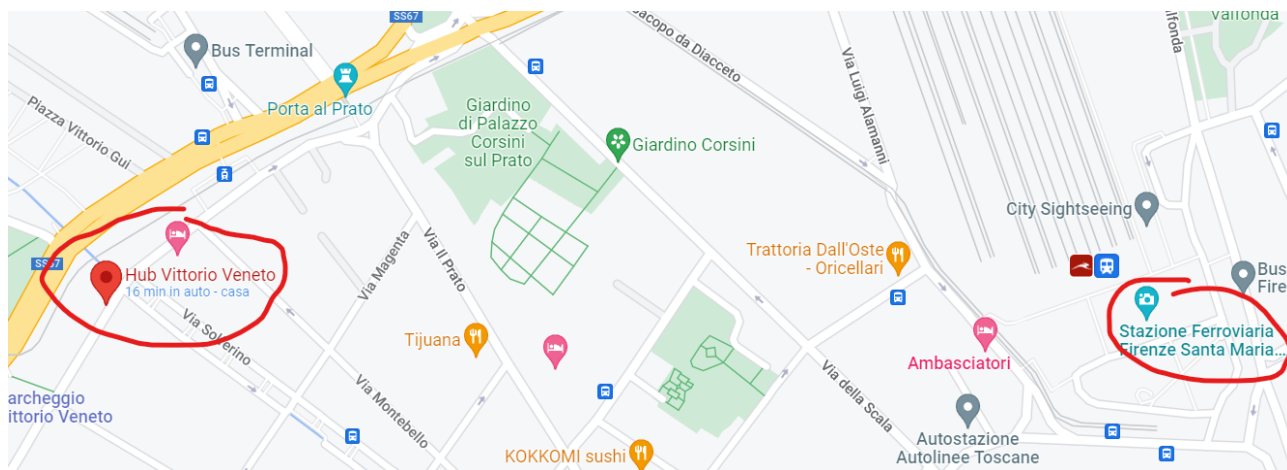 SS67
acopo da Diacceto
alfonda
Valfonda
Bus Terminal
Porta al Prato
Piazza Vittorio Gui
Giardino
di Palazzo
Corsini
sul Prato
Giardino Corsini
Via Luigi Alamanni
City Sightseeing
SS67
Hub Vittorio Veneto
16 min in auto - casa
Via Magenta
Via Il Prato
Trattoria Dall'Oste
- Oricellari
Bus
Fire
Stazione Ferroviaria
Firenze Santa Maria...
Via Solferino
Tijuana
Ambasciatori
Via Montebello
Via della Scala
archeggio
ittorio Veneto
KOKKOMI sushi
Autostazione
Autolinee Toscane